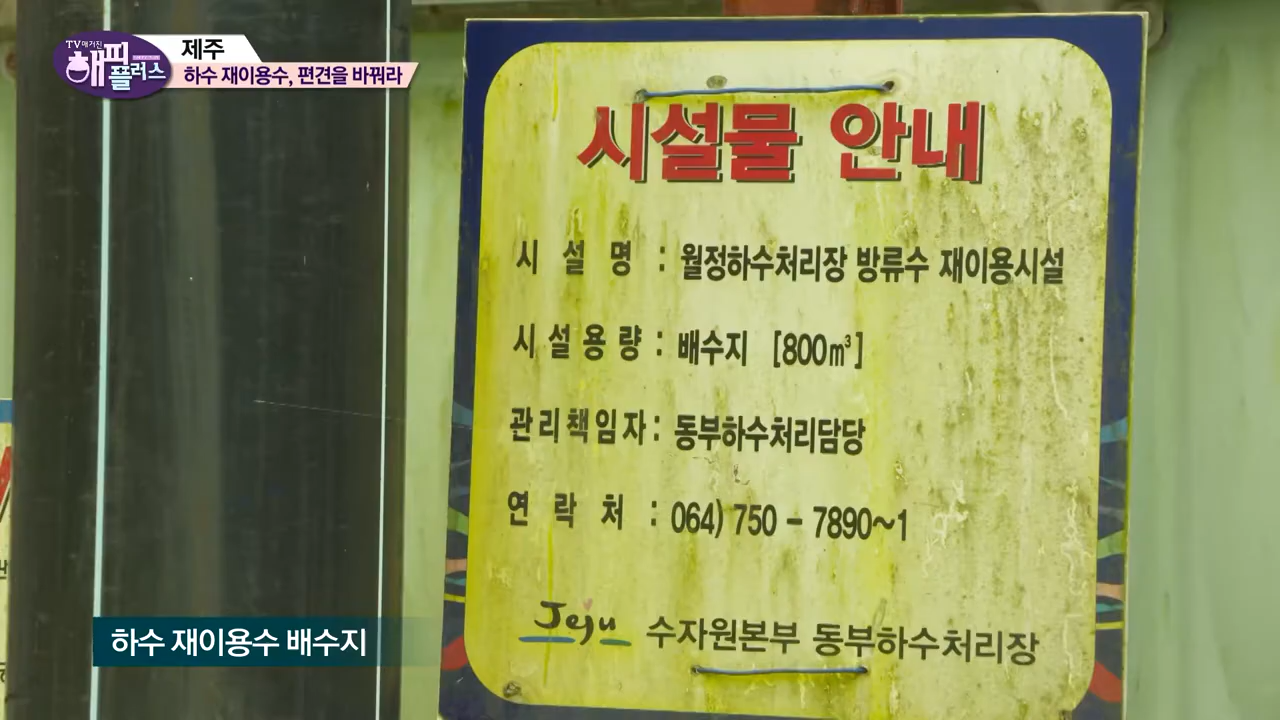 TV매거진
해피
플러스
제주
하수 재이용수, 편견을 바꿔라
시설물 안내
시 설 명 : 월정하수처리장 방류수 재이용시설
시설용량 : 배수지 [800㎥]
관리책임자 : 동부하수처리담당
연 락 처 : 064) 750 - 7890~1
Jeju 수자원본부 동부하수처리장
하수 재이용수 배수지